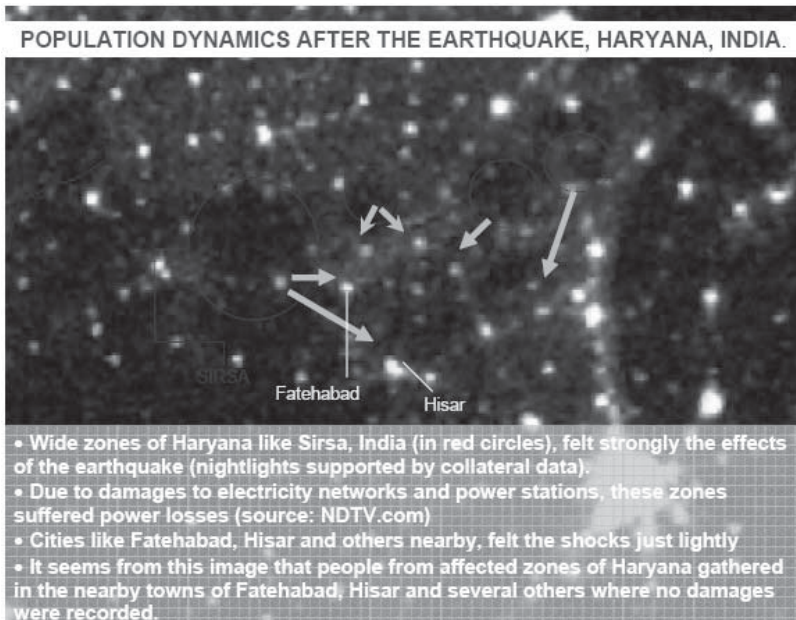 POPULATION DYNAMICS AFTER THE EARTHQUAKE, HARYANA, INDIA.
SIRSA
Fatehabad
Hisar
• Wide zones of Haryana like Sirsa, India (in red circles), felt strongly the effects
of the earthquake (nightlights supported by collateral data).
• Due to damages to electricity networks and power stations, these zones
suffered power losses (source: NDTV.com)
• Cities like Fatehabad, Hisar and others nearby, felt the shocks just lightly
• It seems from this image that people from affected zones of Haryana gathered
in the nearby towns of Fatehabad, Hisar and several others where no damages
were recorded.